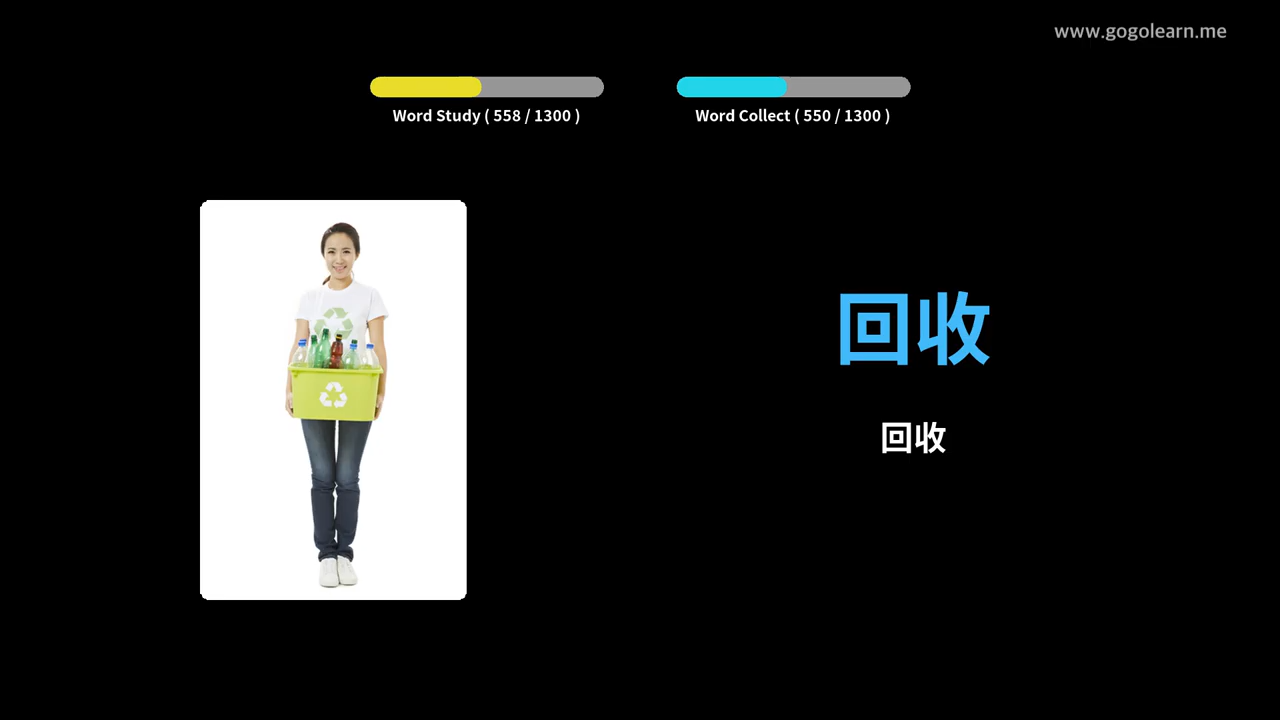 www.gogolearn.me
Word Study ( 558 / 1300 )
Word Collect ( 550 / 1300 )
回收
回收